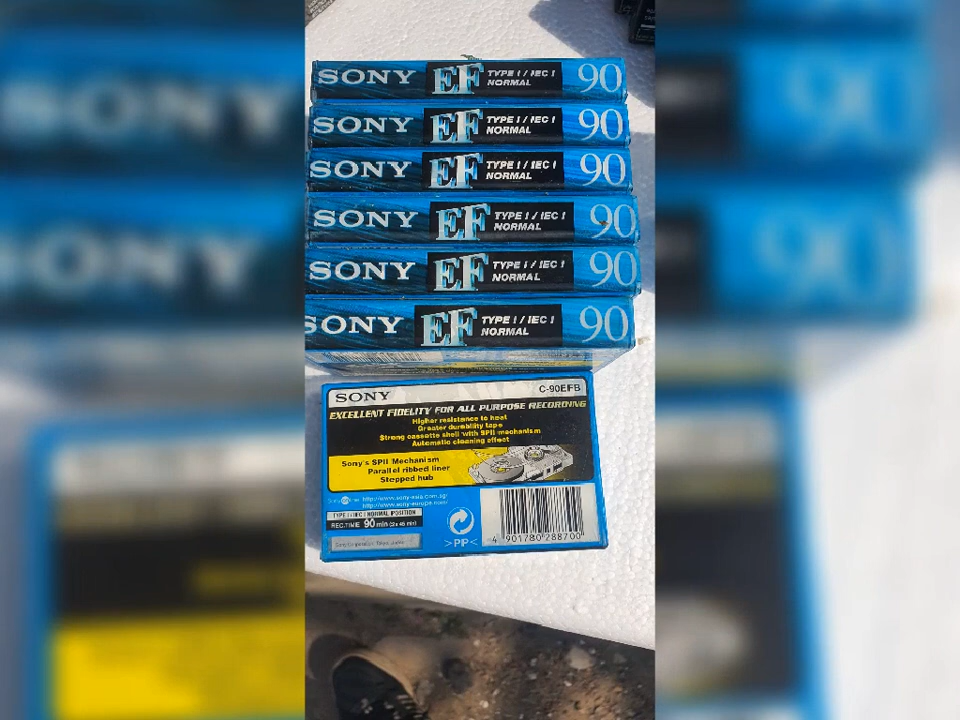 SONY EF TYPE I / IEC I NORMAL 90
SONY EF TYPE I / IEC I NORMAL 90
SONY EF TYPE I / IEC I NORMAL 90
SONY EF TYPE I / IEC I NORMAL 90
SONY EF TYPE I / IEC I NORMAL 90
SONY EF TYPE I / IEC I NORMAL 90
SONY C-90EFB
EXCELLENT FIDELITY FOR ALL PURPOSE RECORDING
Higher resistance to heat
Greater durability tape
Strong cassette shell with SPII mechanism
Automatic cleaning effect
Sony's SPII Mechanism
Parallel ribbed liner
Stepped hub
http://www.sony-asia.com.sg/
http://www.sony-europe.com/
TYPE I / IEC I NORMAL POSITION
REC.TIME 90 min (2x 45 min)
>PP<
4 901780 288700